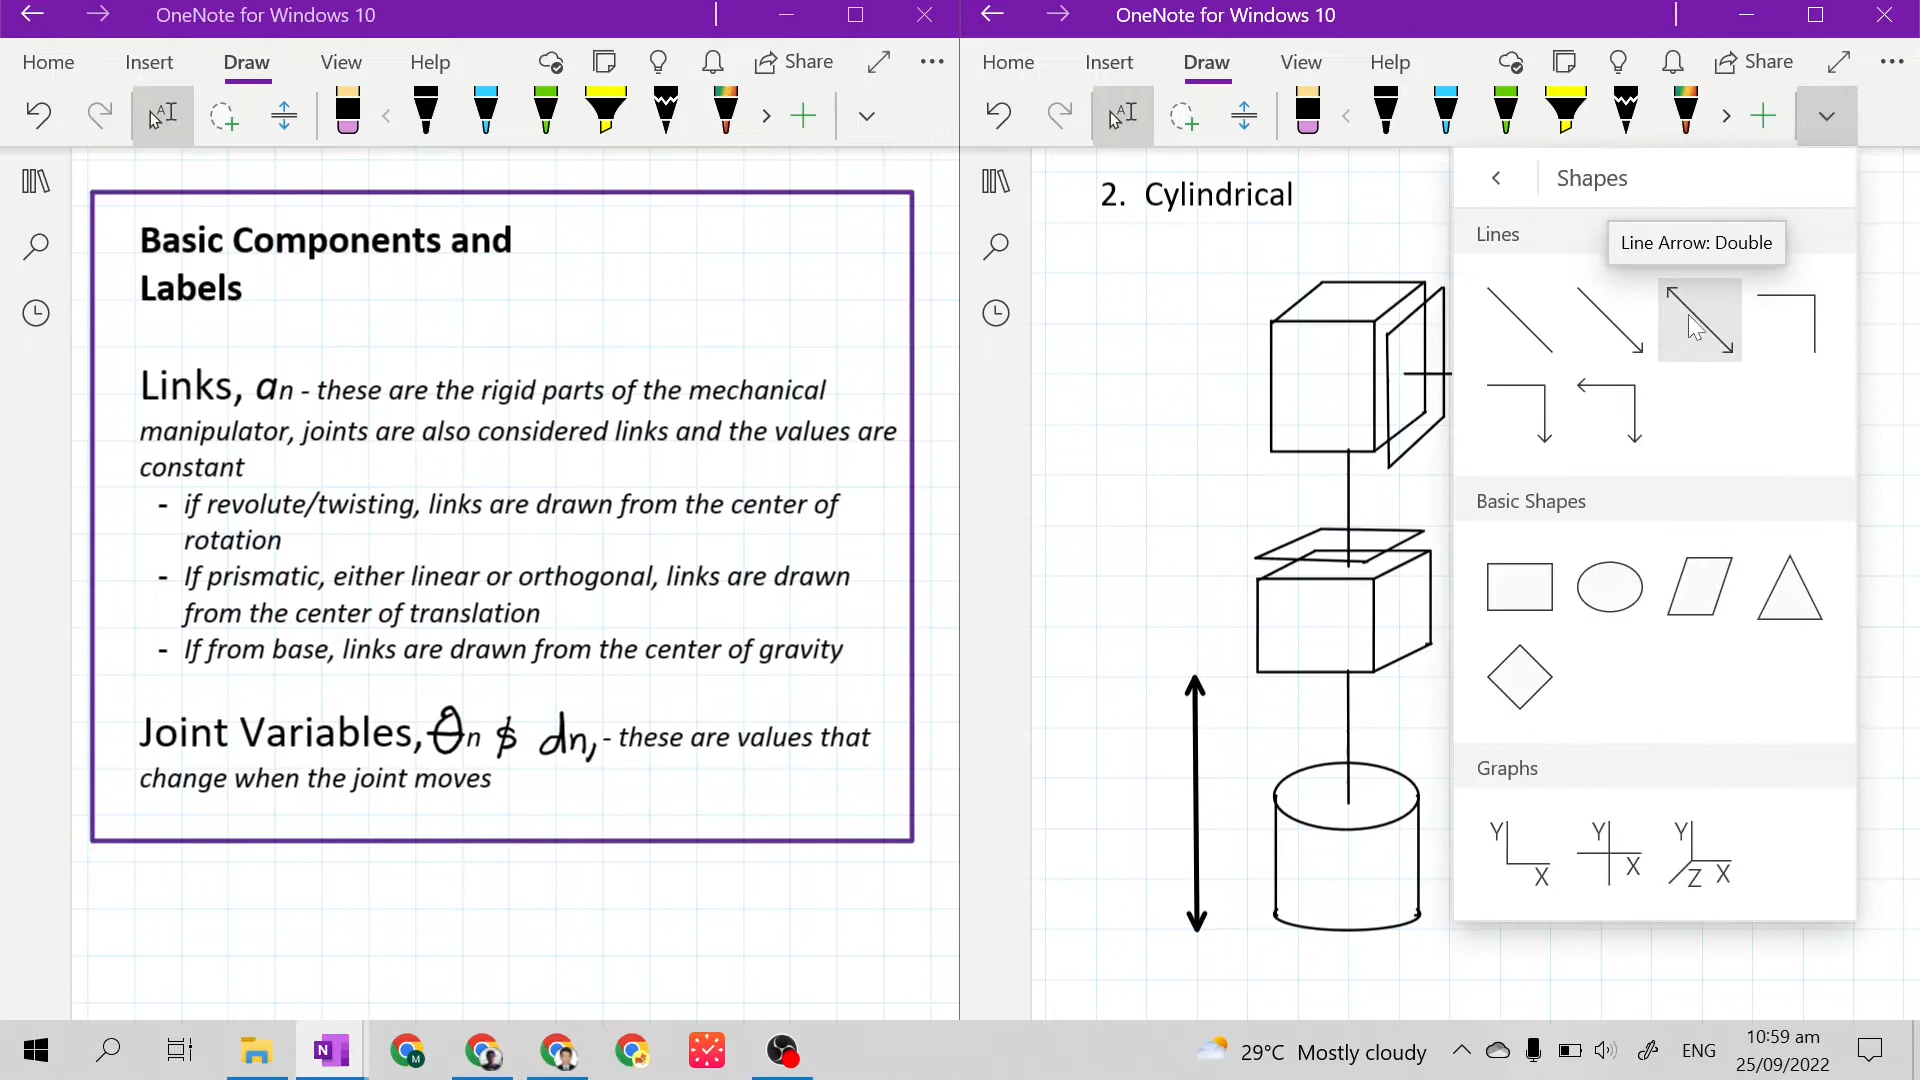 OneNote for Windows 10
Home Insert Draw View Help Share
Basic Components and
Labels
Links, an - these are the rigid parts of the mechanical
manipulator, joints are also considered links and the values are
constant
- if revolute/twisting, links are drawn from the center of
rotation
- If prismatic, either linear or orthogonal, links are drawn
from the center of translation
- If from base, links are drawn from the center of gravity
Joint Variables, θn $ dn, - these are values that
change when the joint moves
OneNote for Windows 10
Home Insert Draw View Help Share
2. Cylindrical
Shapes
Lines
Line Arrow: Double
Basic Shapes
Graphs
Y X Y X Y Z X
29°C Mostly cloudy
ENG
10:59 am
25/09/2022